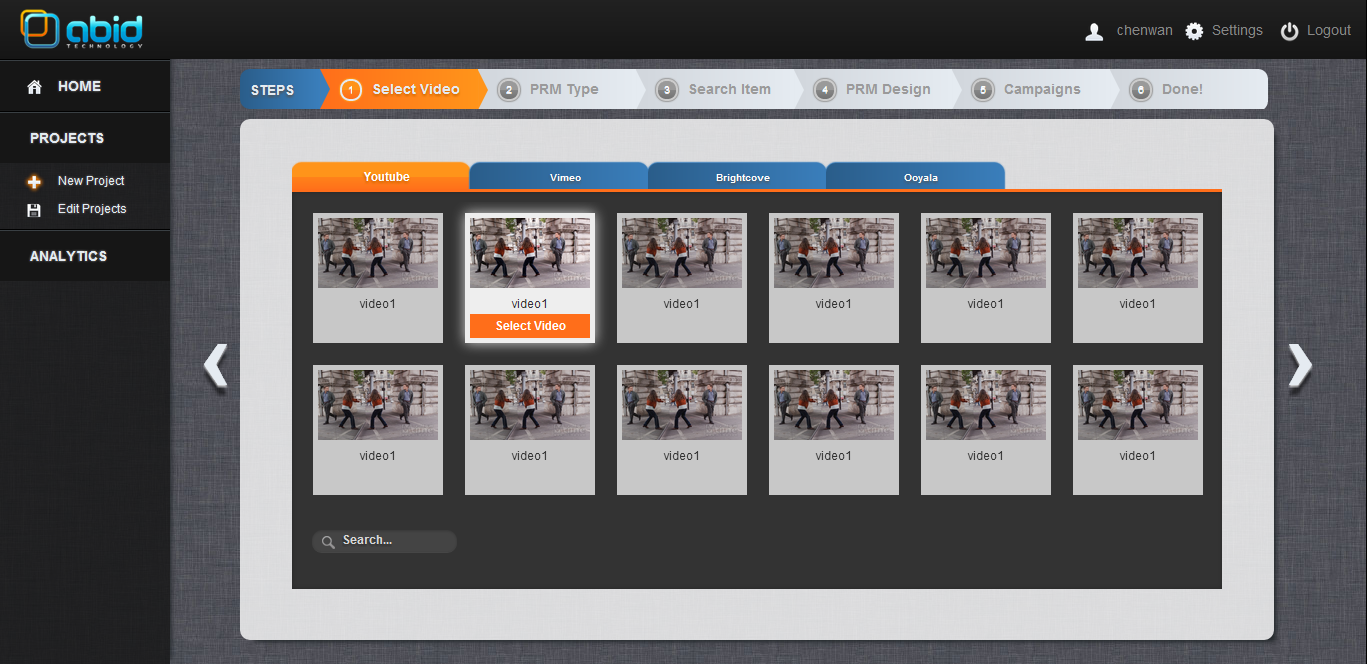 abid
TECHNOLOGY
chenwan Settings Logout
HOME
PROJECTS
New Project
Edit Projects
ANALYTICS
STEPS 1 Select Video 2 PRM Type 3 Search Item 4 PRM Design 5 Campaigns 6 Done!
Youtube Vimeo Brightcove Ooyala
video1 video1 video1 video1 video1 video1
Select Video
video1 video1 video1 video1 video1 video1
Search...